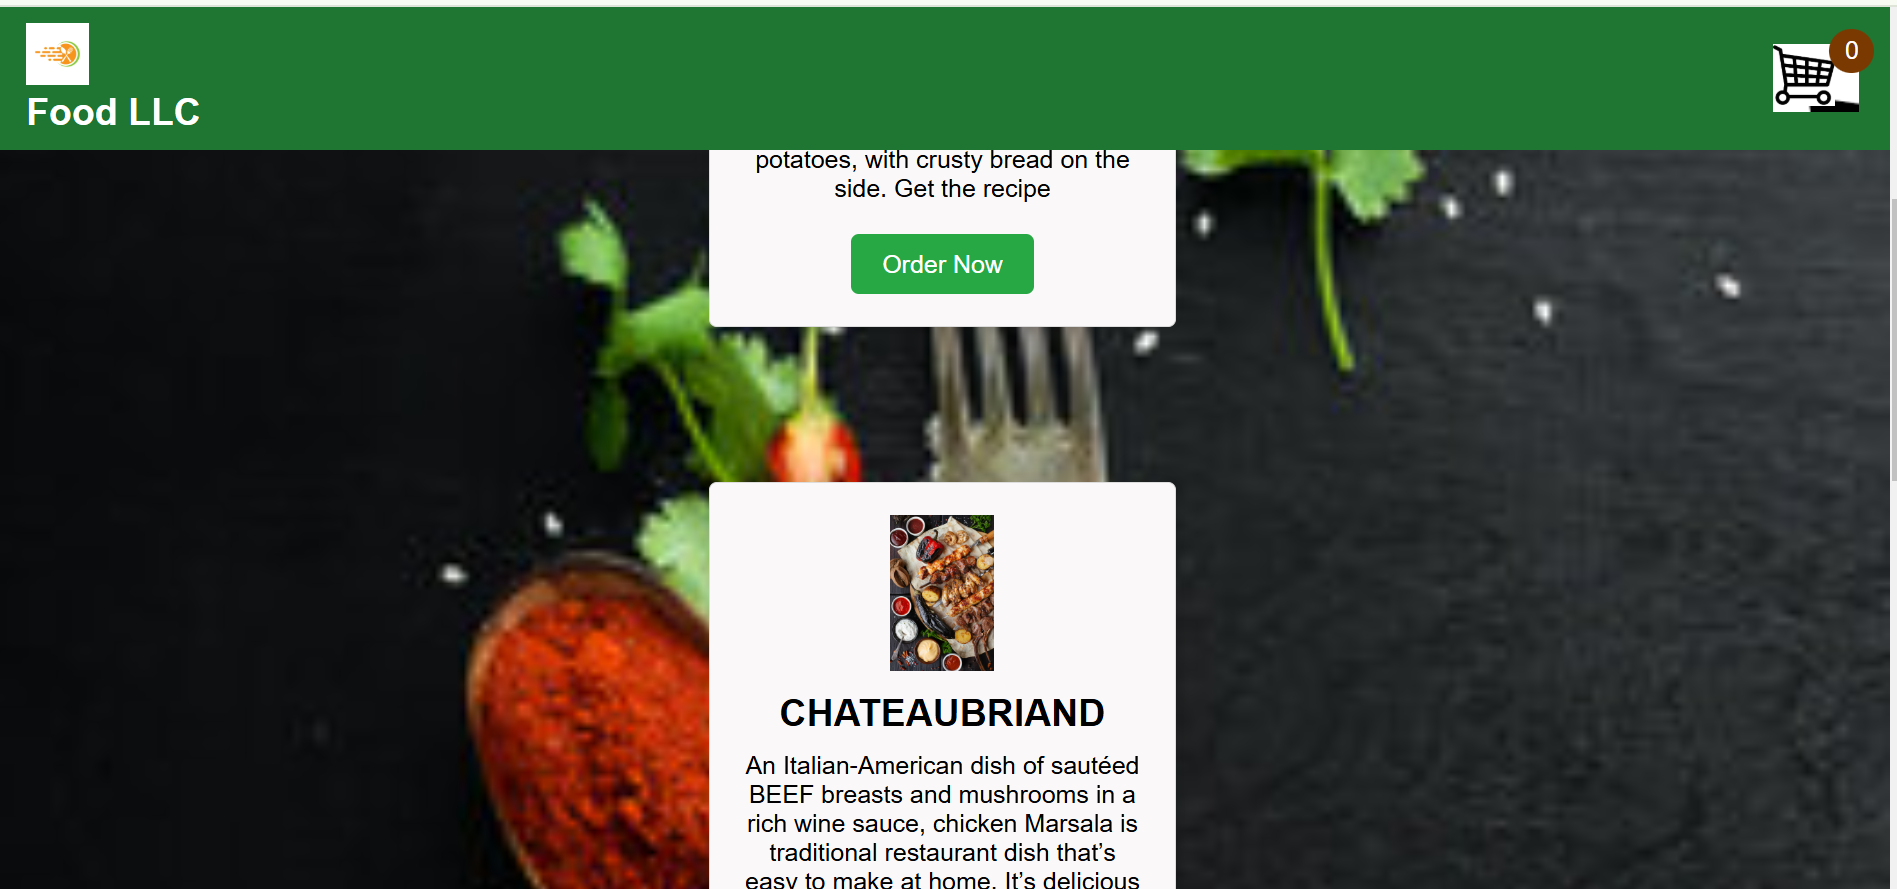 Food LLC
0
potatoes, with crusty bread on the
side. Get the recipe
Order Now
CHATEAUBRIAND
An Italian-American dish of sautéed
BEEF breasts and mushrooms in a
rich wine sauce, chicken Marsala is
traditional restaurant dish that’s
easy to make at home. It’s delicious